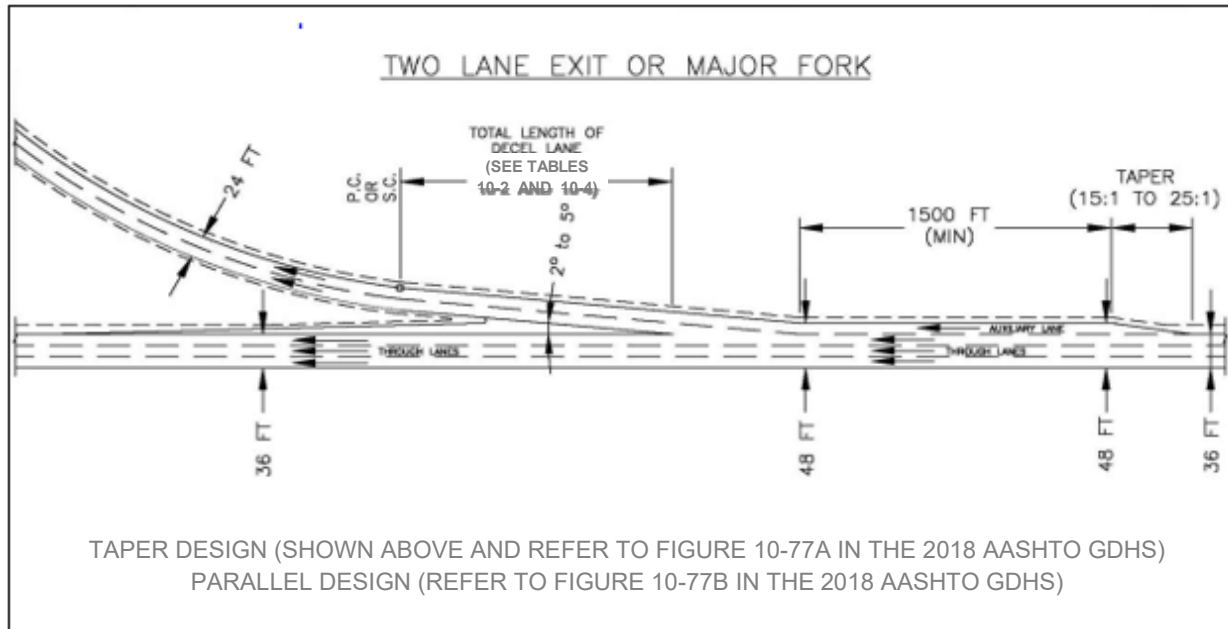 TWO LANE EXIT OR MAJOR FORK
TOTAL LENGTH OF
DECEL LANE
(SEE TABLES
10-2 AND 10-4)
P.C.
OR
S.C.
24 FT
2° to 5°
1500 FT
(MIN)
TAPER
(15:1 TO 25:1)
AUXILIARY LANE
THROUGH LANES
THROUGH LANES
36 FT
48 FT
48 FT
36 FT
TAPER DESIGN (SHOWN ABOVE AND REFER TO FIGURE 10-77A IN THE 2018 AASHTO GDHS)
PARALLEL DESIGN (REFER TO FIGURE 10-77B IN THE 2018 AASHTO GDHS)